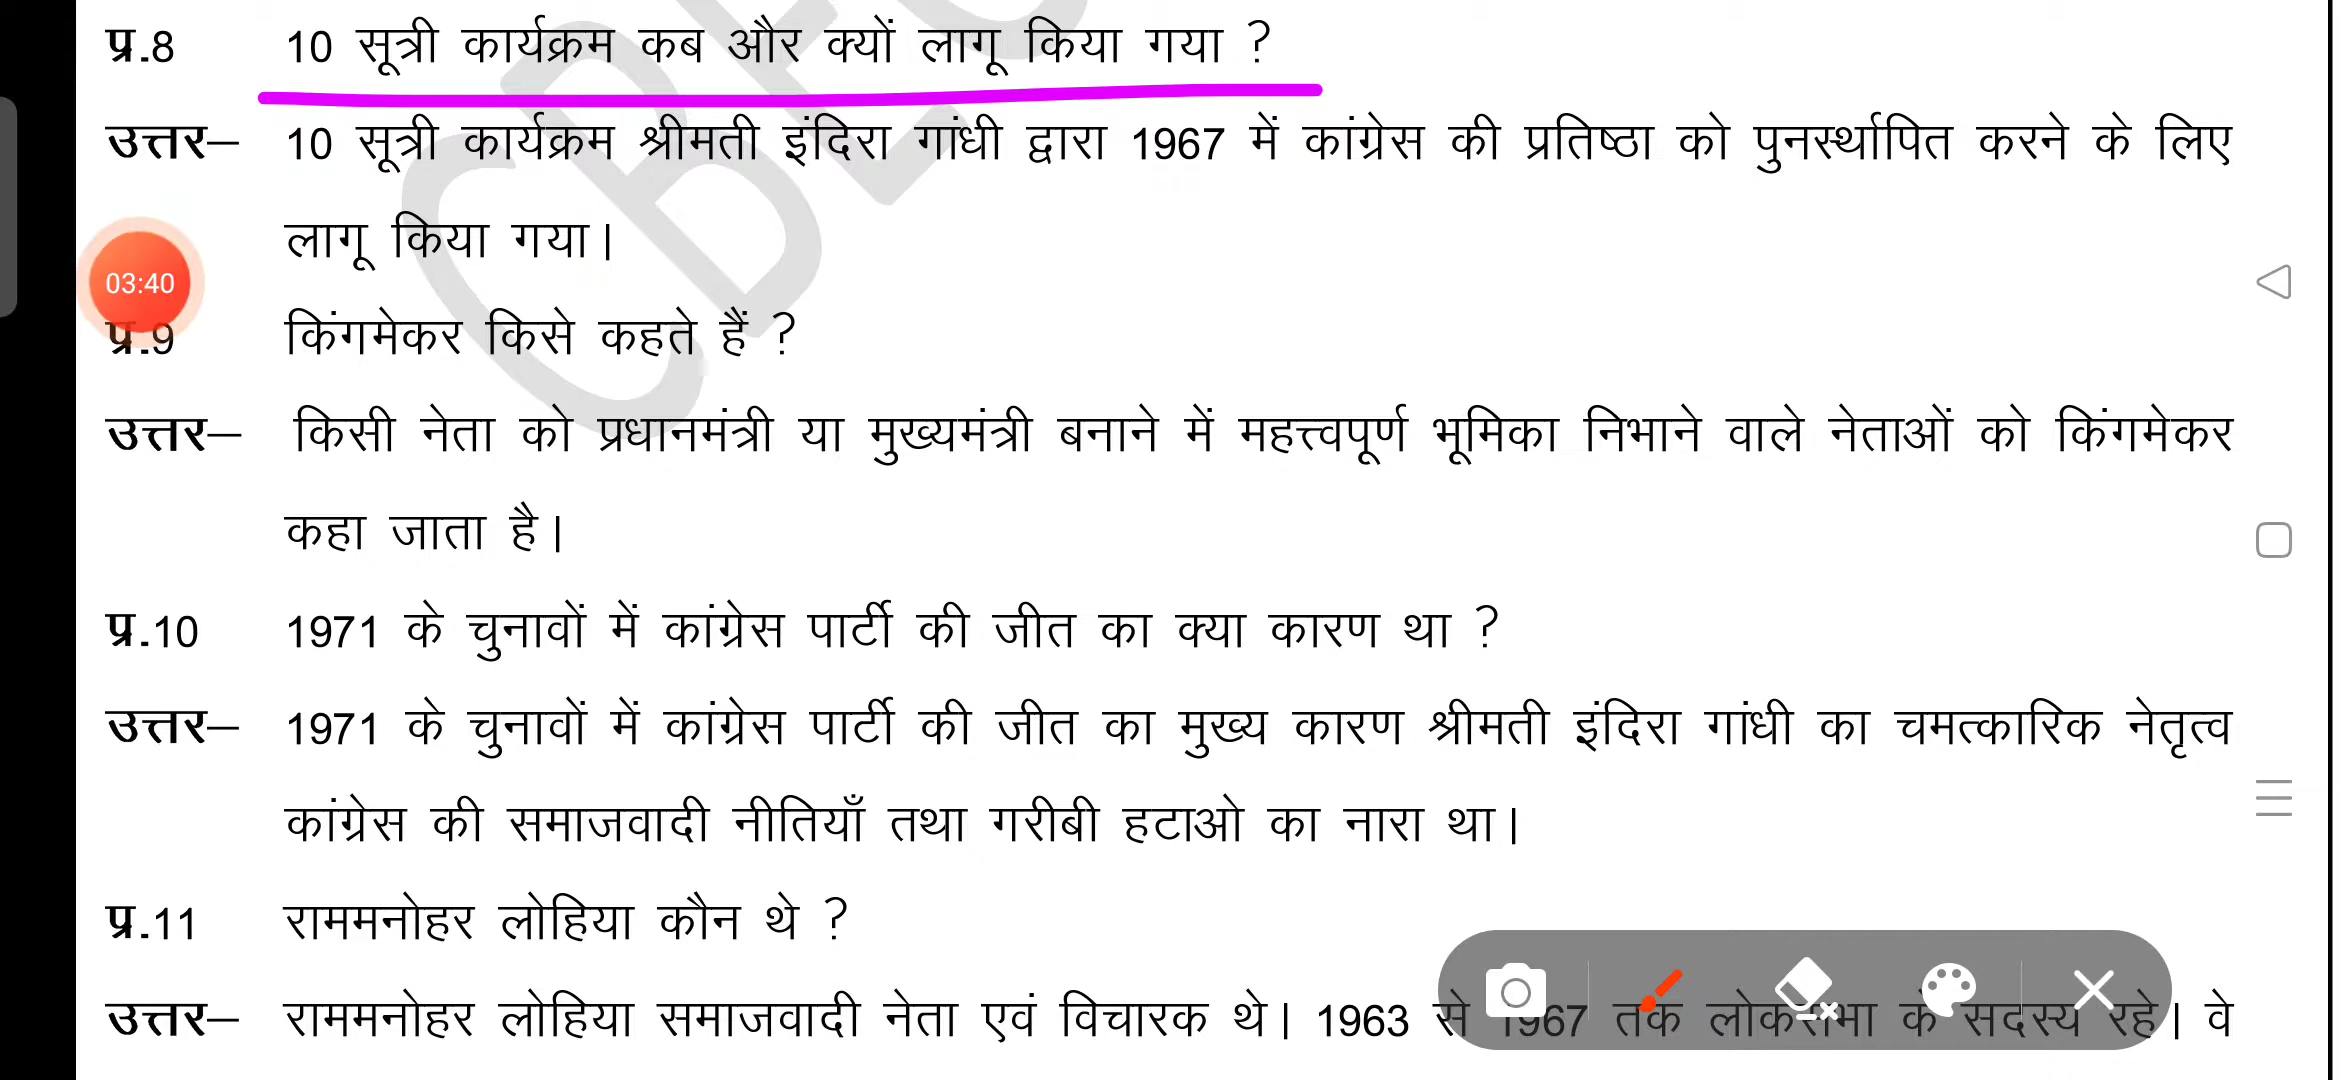 प्र.8 10 सूत्री कार्यक्रम कब और क्यों लागू किया गया ?
उत्तर– 10 सूत्री कार्यक्रम श्रीमती इंदिरा गांधी द्वारा 1967 में कांग्रेस की प्रतिष्ठा को पुनर्स्थापित करने के लिए
लागू किया गया।
03:40
प्र.9 किंगमेकर किसे कहते हैं ?
उत्तर– किसी नेता को प्रधानमंत्री या मुख्यमंत्री बनाने में महत्त्वपूर्ण भूमिका निभाने वाले नेताओं को किंगमेकर
कहा जाता है।
प्र.10 1971 के चुनावों में कांग्रेस पार्टी की जीत का क्या कारण था ?
उत्तर– 1971 के चुनावों में कांग्रेस पार्टी की जीत का मुख्य कारण श्रीमती इंदिरा गांधी का चमत्कारिक नेतृत्व
कांग्रेस की समाजवादी नीतियाँ तथा गरीबी हटाओ का नारा था।
प्र.11 राममनोहर लोहिया कौन थे ?
उत्तर– राममनोहर लोहिया समाजवादी नेता एवं विचारक थे। 1963 से 1967 तक लोकसभा के सदस्य रहे। वे